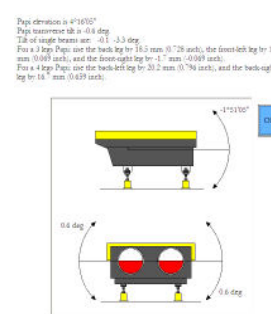 Papi elevation is 4°16'05"
Papi transverse tilt is -0.6 deg
Tilt of single beams are: -0.1 -3.3 deg
For a 3 legs Papi: rise the back leg by 18.5 mm (0.728 inch), the front-left leg by
mm (0.069 inch), and the front-right leg by -1.7 mm (-0.069 inch).
For a 4 legs Papi: rise the back-left leg by 20.2 mm (0.796 inch), and the back-righ
leg by mm (0.659 inch).
-1°51'05"
0.6 deg
0.6 deg